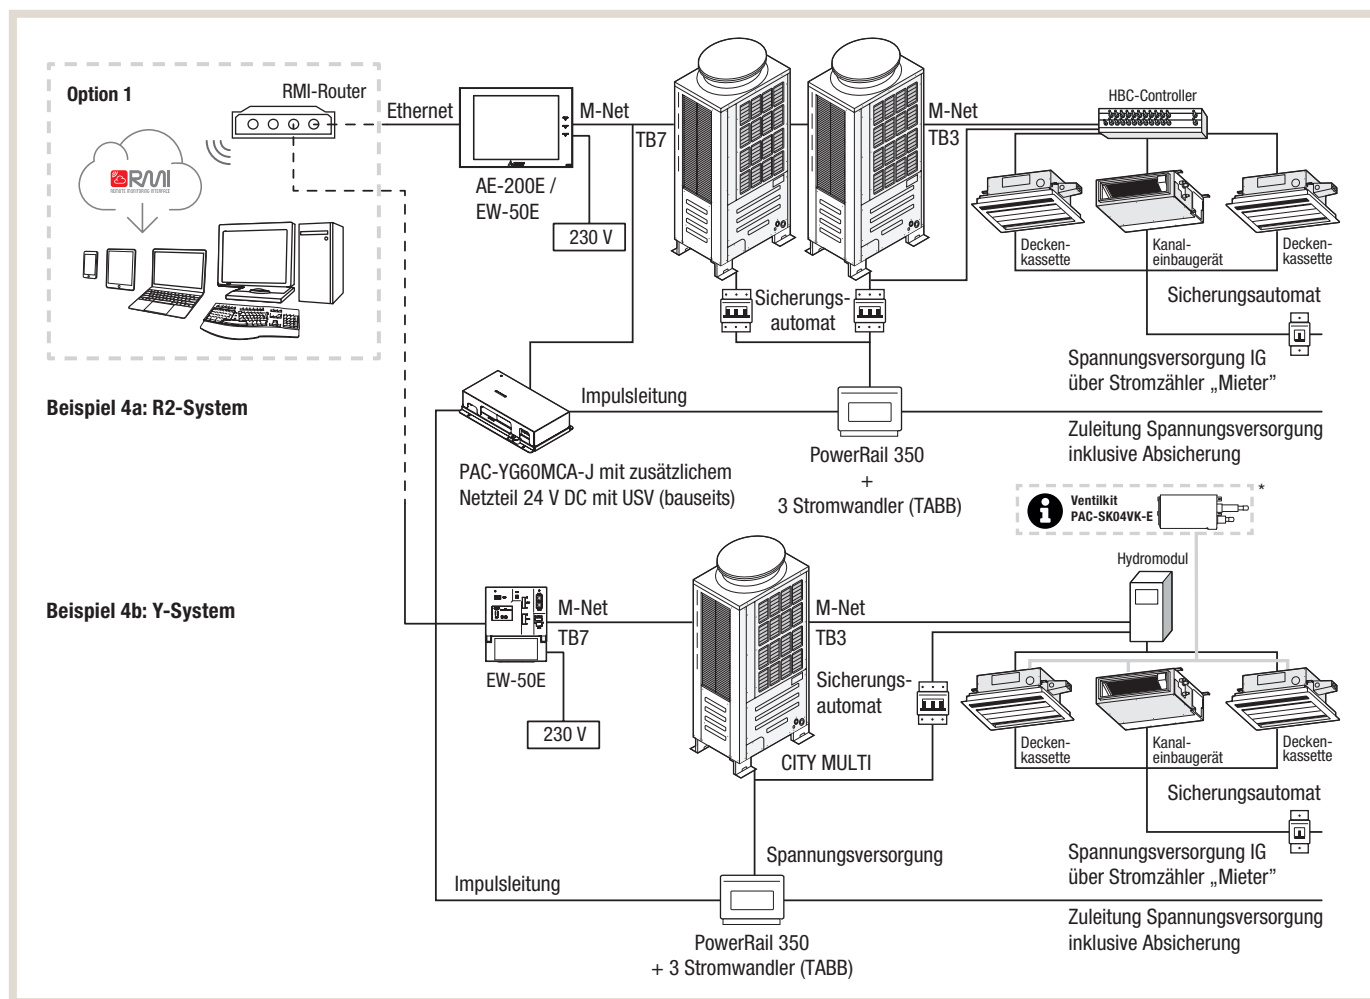 Option 1
RMI-Router
RMI
REMOTE MONITORING INTERFACE
Ethernet
M-Net
TB7
AE-200E /
EW-50E
230 V
M-Net
TB3
HBC-Controller
Decken-
kassette
Kanal-
einbaugerät
Decken-
kassette
Sicherungs-
automat
Sicherungsautomat
Spannungsversorgung IG
über Stromzähler „Mieter”
Beispiel 4a: R2-System
Impulsleitung
PAC-YG60MCA-J mit zusätzlichem
Netzteil 24 V DC mit USV (bauseits)
PowerRail 350
+
3 Stromwandler (TABB)
Zuleitung Spannungsversorgung
inklusive Absicherung
Ventilkit
PAC-SK04VK-E
*
Hydromodul
Beispiel 4b: Y-System
M-Net
TB7
EW-50E
230 V
M-Net
TB3
Sicherungs-
automat
CITY MULTI
Decken-
kassette
Kanal-
einbaugerät
Decken-
kassette
Sicherungsautomat
Spannungsversorgung IG
über Stromzähler „Mieter”
Spannungsversorgung
Impulsleitung
PowerRail 350
+ 3 Stromwandler (TABB)
Zuleitung Spannungsversorgung
inklusive Absicherung